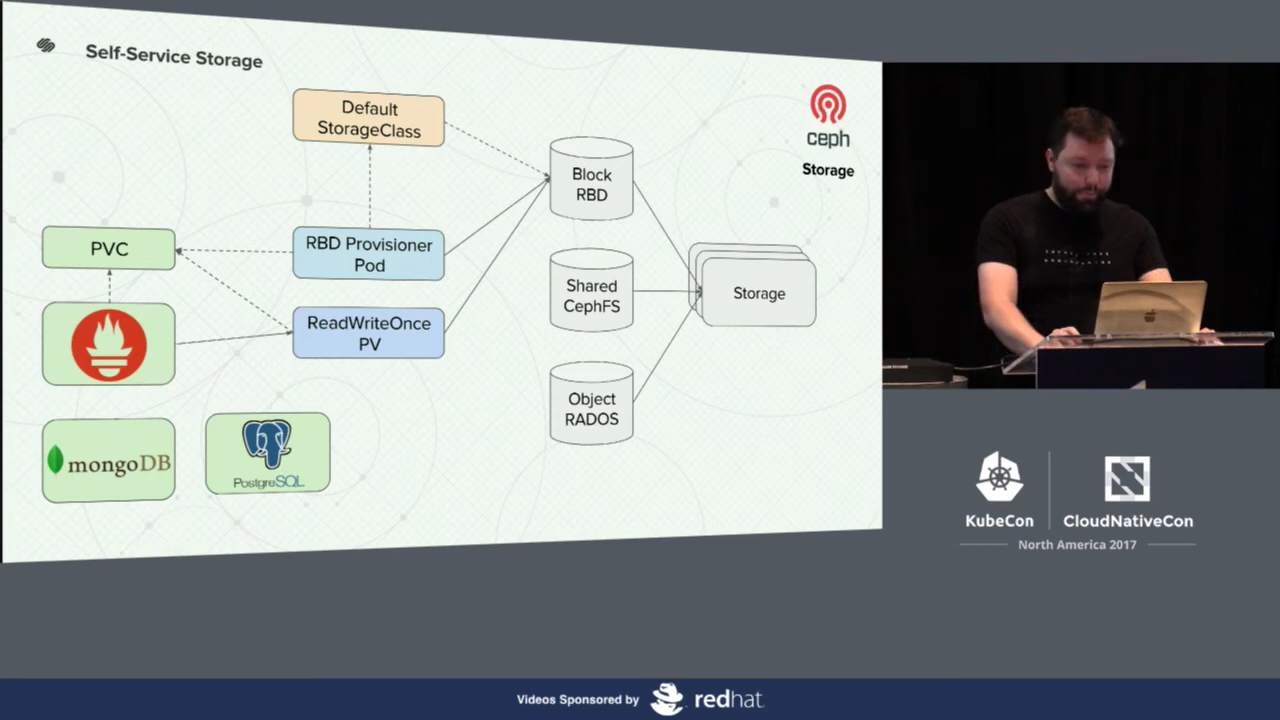 Self-Service Storage
Default
StorageClass
ceph
Storage
Block
RBD
PVC
RBD Provisioner
Pod
Shared
CephFS
Storage
ReadWriteOnce
PV
Object
RADOS
mongoDB
PostgreSQL
KubeCon
CloudNativeCon
North America 2017
Videos Sponsored by
redhat